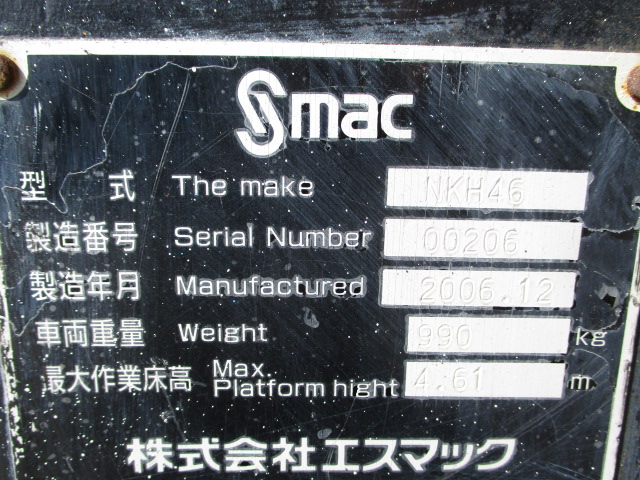 Smac
型 式 The make NKH46
製造番号 Serial Number 00206
製造年月 Manufactured 2006.12
車両重量 Weight 990 kg
最大作業床高 Max. Platform hight 4.61 m
株式会社エスマック